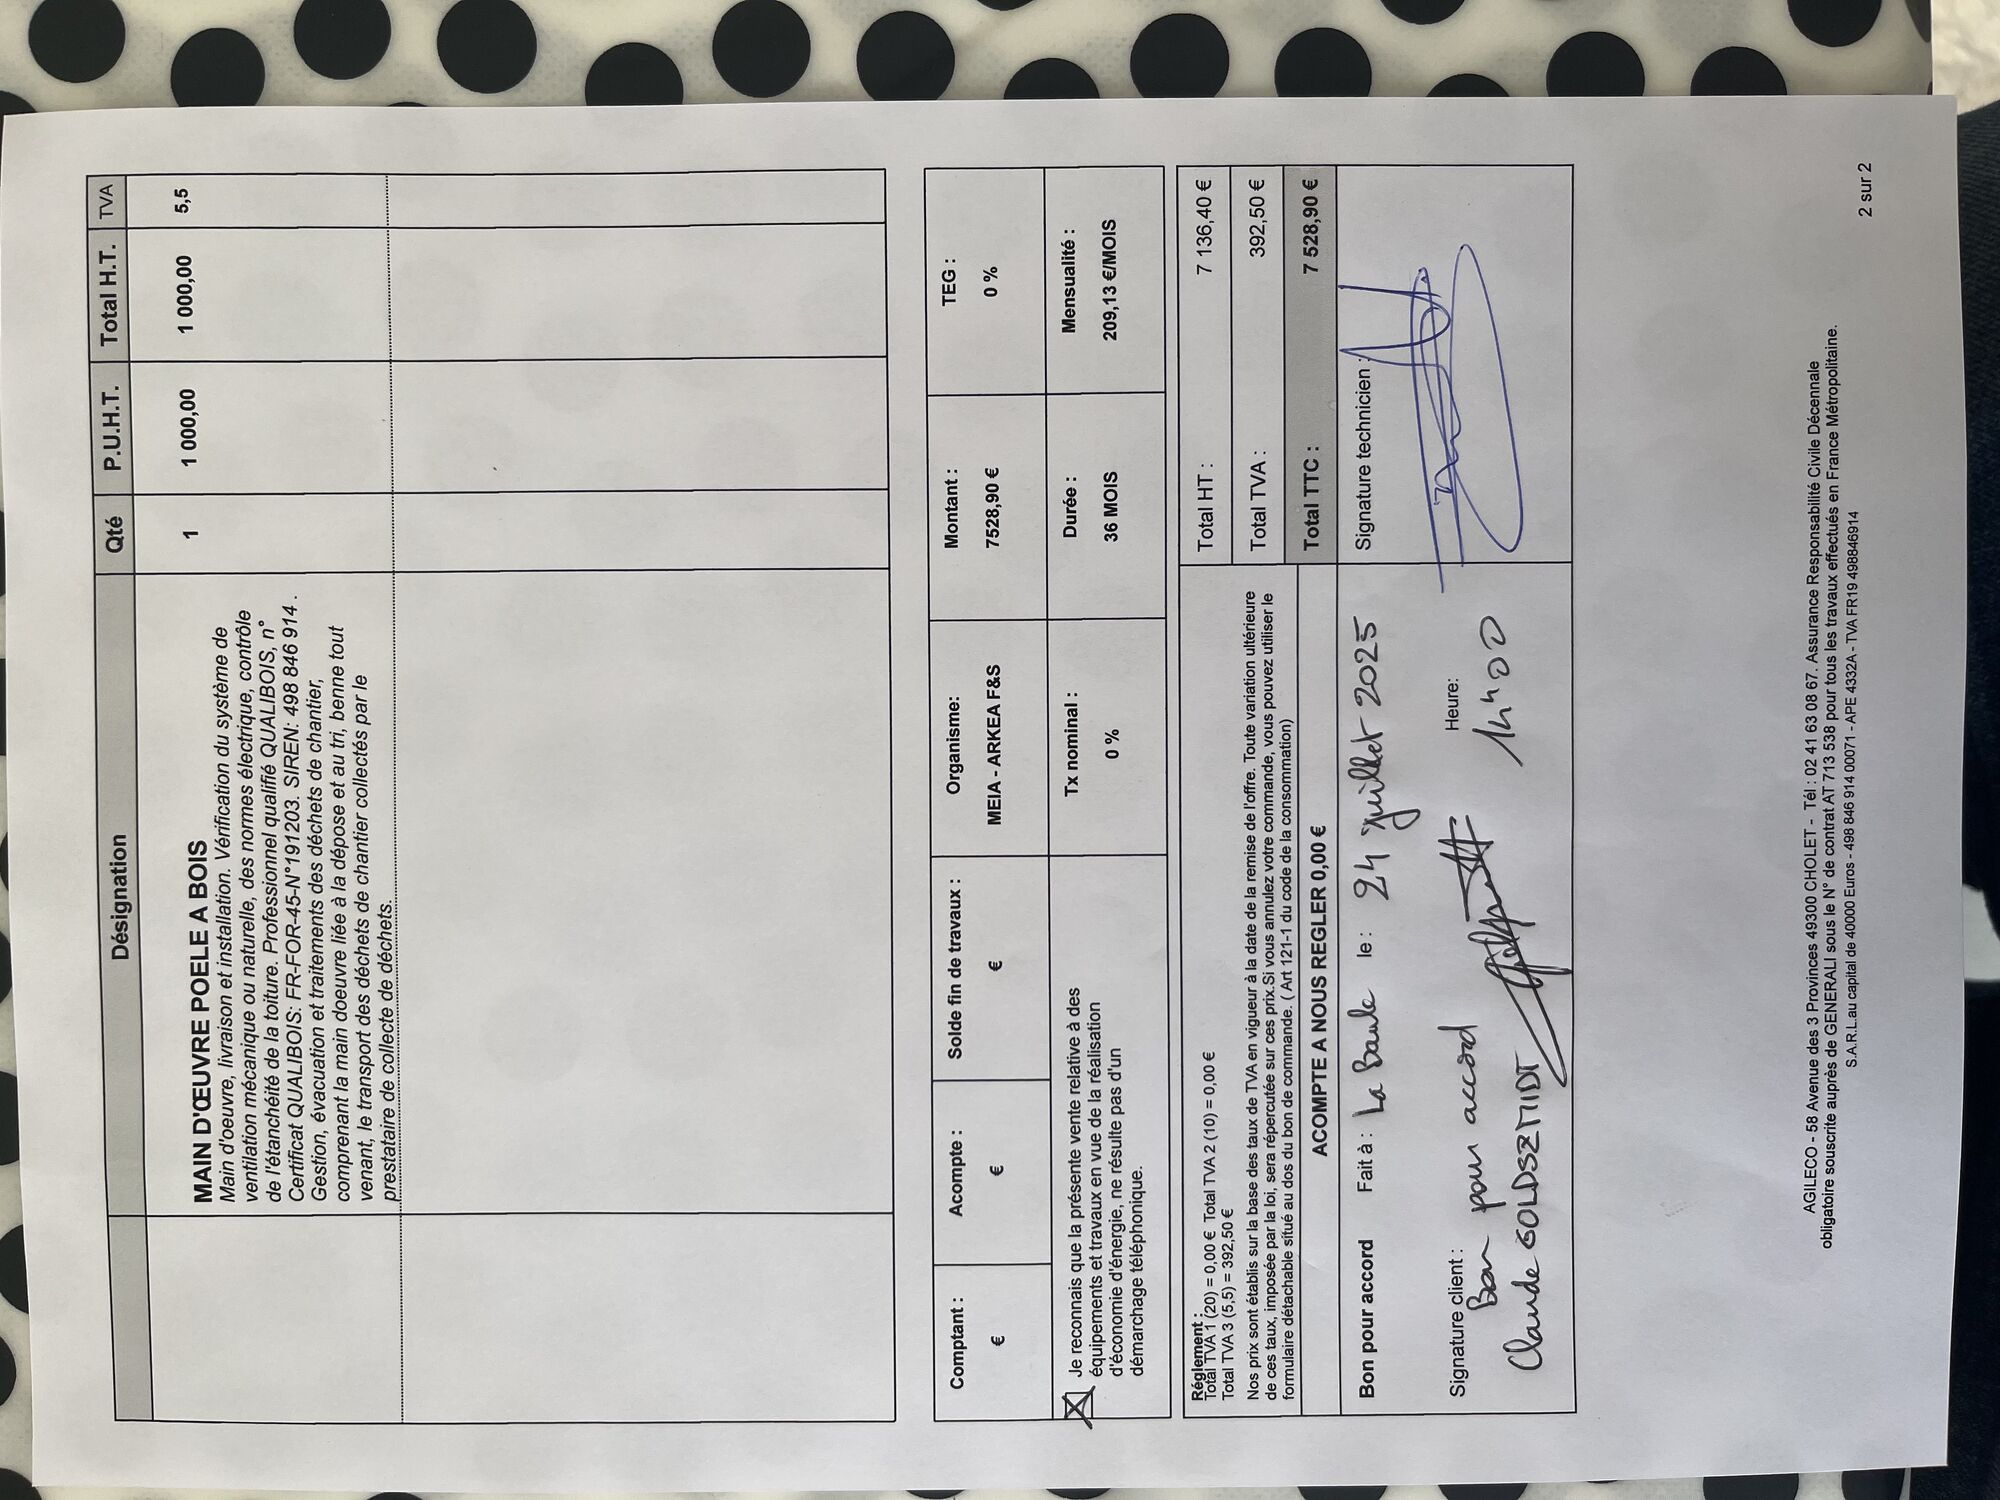 Désignation Qté P.U.H.T. Total H.T. TVA
MAIN D'ŒUVRE POELE A BOIS 1 1 000,00 1 000,00 5,5
Main d'oeuvre, livraison et installation. Vérification du système de
ventilation mécanique ou naturelle, des normes électrique, contrôle
de l'étanchéité de la toiture. Professionnel qualifié QUALIBOIS, n°
Certificat QUALIBOIS: FR-FOR-45-N°191203. SIREN: 498 846 914 .
Gestion, évacuation et traitements des déchets de chantier,
comprenant la main doeuvre liée à la dépose et au tri, benne tout
venant, le transport des déchets de chantier collectés par le
prestataire de collecte de déchets.
Comptant : Acompte : Solde fin de travaux : Organisme: Montant : TEG :
€ € € MEIA - ARKEA F&S 7528,90 € 0 %
Je reconnais que la présente vente relative à des
équipements et travaux en vue de la réalisation
d'économie d'énergie, ne résulte pas d'un
démarchage téléphonique.
Tx nominal : Durée : Mensualité :
0 % 36 MOIS 209,13 €/MOIS
Réglement :
Total TVA 1 (20) = 0,00 € Total TVA 2 (10) = 0,00 €
Total TVA 3 (5,5) = 392,50 €
Nos prix sont établis sur la base des taux de TVA en vigueur à la date de la remise de l'offre. Toute variation ultérieure
de ces taux, imposée par la loi, sera répercutée sur ces prix.Si vous annulez votre commande, vous pouvez utiliser le
formulaire détachable situé au dos du bon de commande. ( Art 121-1 du code de la consommation)
Total HT : 7 136,40 €
Total TVA : 392,50 €
Total TTC : 7 528,90 €
ACOMPTE A NOUS REGLER 0,00 €
Bon pour accord Fait à : La Baule le : 24 juillet 2025
Signature technicien :
Signature client : Heure:
Bon pour accord 14h00
Claude GOLDSZMIDT
AGILECO - 58 Avenue des 3 Provinces 49300 CHOLET - Tél : 02 41 63 08 67. Assurance Responsabilité Civile Décennale
obligatoire souscrite auprès de GENERALI sous le N° de contrat AT 713 538 pour tous les travaux effectués en France Métropolitaine.
S.A.R.L.au capital de 40000 Euros - 498 846 914 00071 - APE 4332A - TVA FR19 498846914
2 sur 2